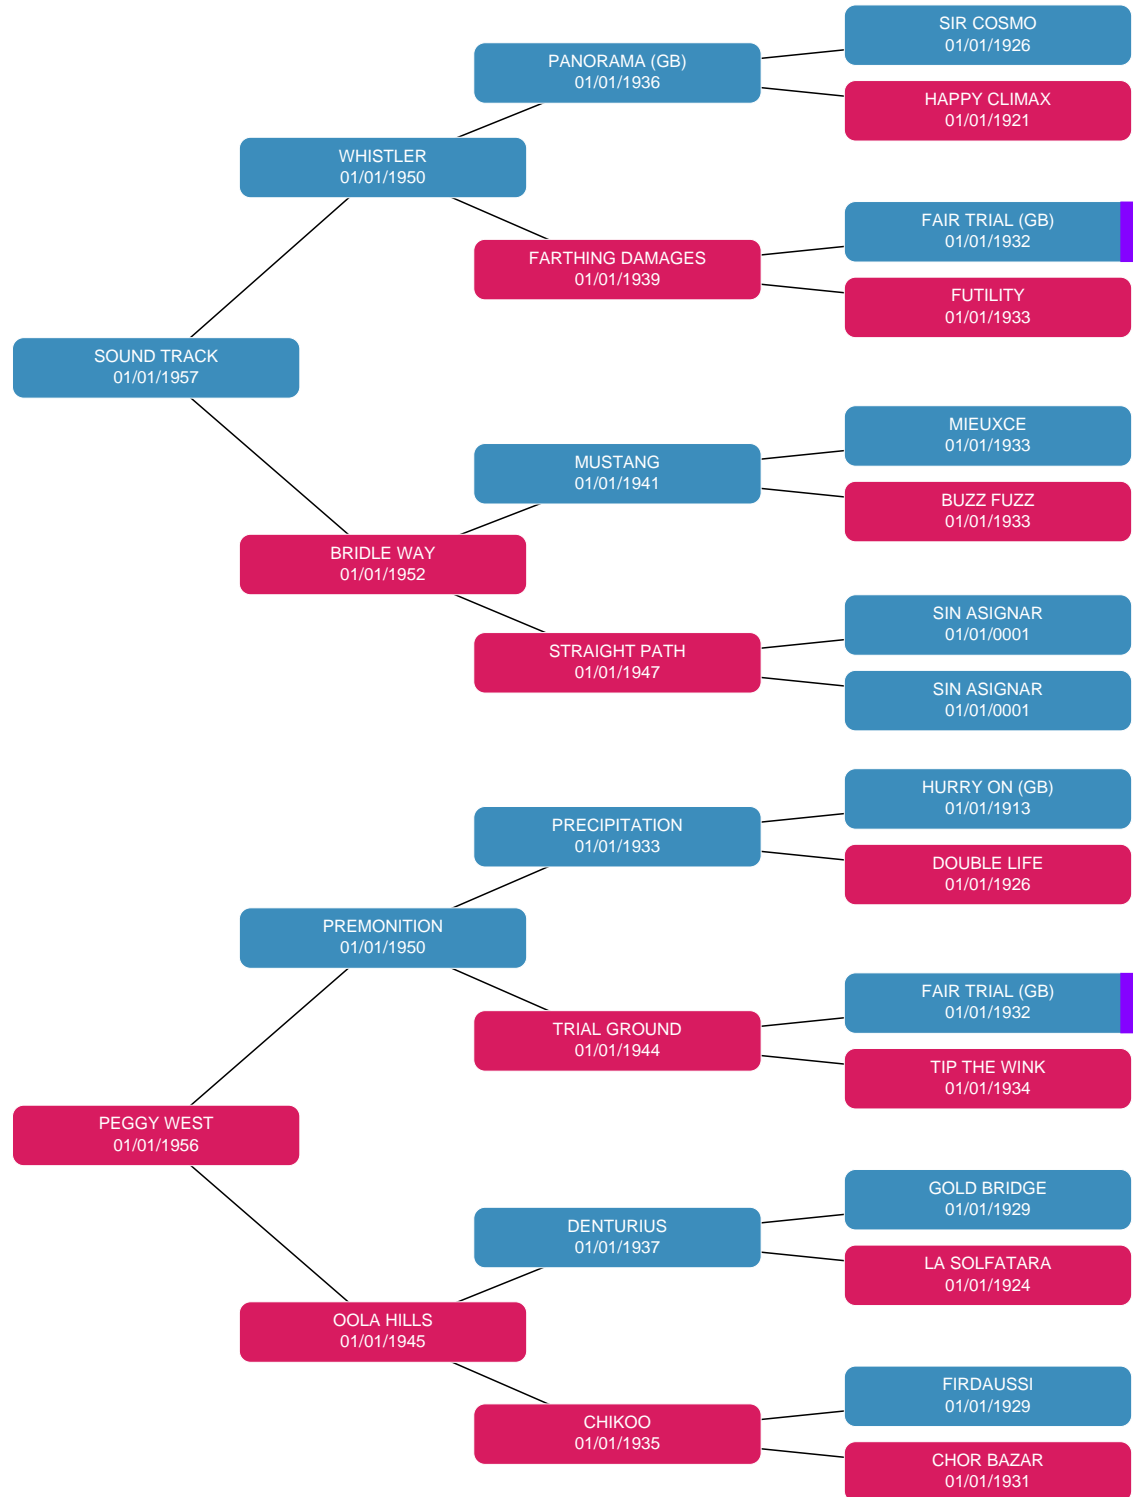 SIR COSMO
01/01/1926
PANORAMA (GB)
01/01/1936
HAPPY CLIMAX
01/01/1921
WHISTLER
01/01/1950
FAIR TRIAL (GB)
01/01/1932
FARTHING DAMAGES
01/01/1939
FUTILITY
01/01/1933
SOUND TRACK
01/01/1957
MIEUXCE
01/01/1933
MUSTANG
01/01/1941
BUZZ FUZZ
01/01/1933
BRIDLE WAY
01/01/1952
SIN ASIGNAR
01/01/0001
STRAIGHT PATH
01/01/1947
SIN ASIGNAR
01/01/0001
HURRY ON (GB)
01/01/1913
PRECIPITATION
01/01/1933
DOUBLE LIFE
01/01/1926
PREMONITION
01/01/1950
FAIR TRIAL (GB)
01/01/1932
TRIAL GROUND
01/01/1944
TIP THE WINK
01/01/1934
PEGGY WEST
01/01/1956
GOLD BRIDGE
01/01/1929
DENTURIUS
01/01/1937
LA SOLFATARA
01/01/1924
OOLA HILLS
01/01/1945
FIRDAUSSI
01/01/1929
CHIKOO
01/01/1935
CHOR BAZAR
01/01/1931